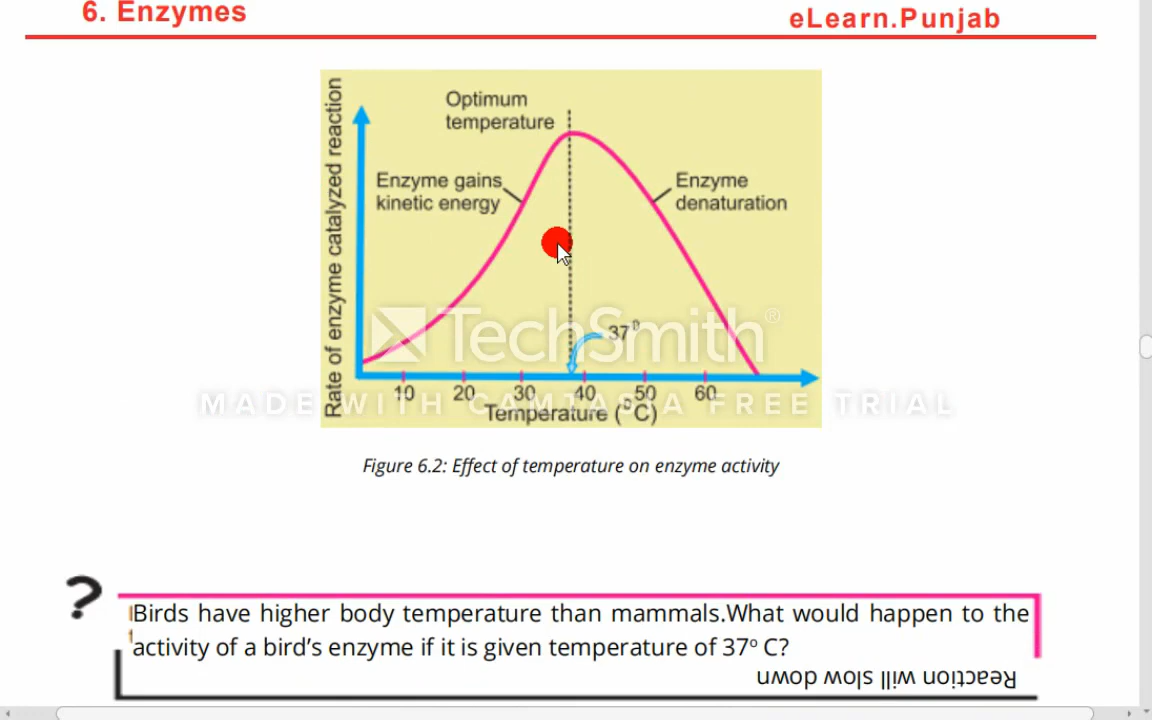 6. Enzymes
eLearn.Punjab
Rate of enzyme catalyzed reaction
Optimum
temperature
Enzyme gains
kinetic energy
Enzyme
denaturation
TechSmith®
37⁰
MADE WITH CAMTASIA FREE TRIAL
10 20 30 40 50 60
Temperature (⁰C)
Figure 6.2: Effect of temperature on enzyme activity
?
Birds have higher body temperature than mammals.What would happen to the
activity of a bird's enzyme if it is given temperature of 37º C?
Reaction will slow down